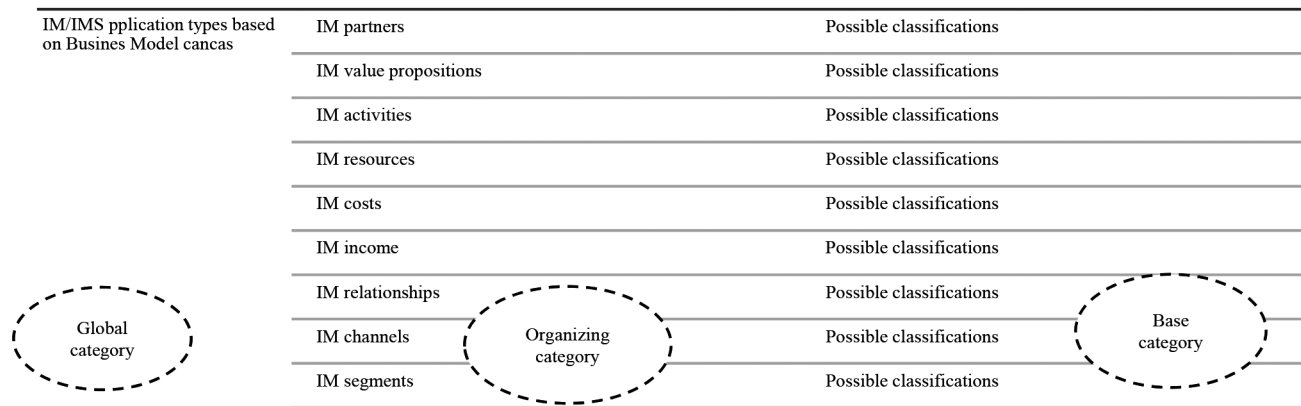 IM/IMS pplication types based
on Busines Model cancas
IM partners
Possible classifications
IM value propositions
Possible classifications
IM activities
Possible classifications
IM resources
Possible classifications
IM costs
Possible classifications
IM income
Possible classifications
IM relationships
Possible classifications
IM channels
Possible classifications
IM segments
Possible classifications
Global
category
Organizing
category
Base
category